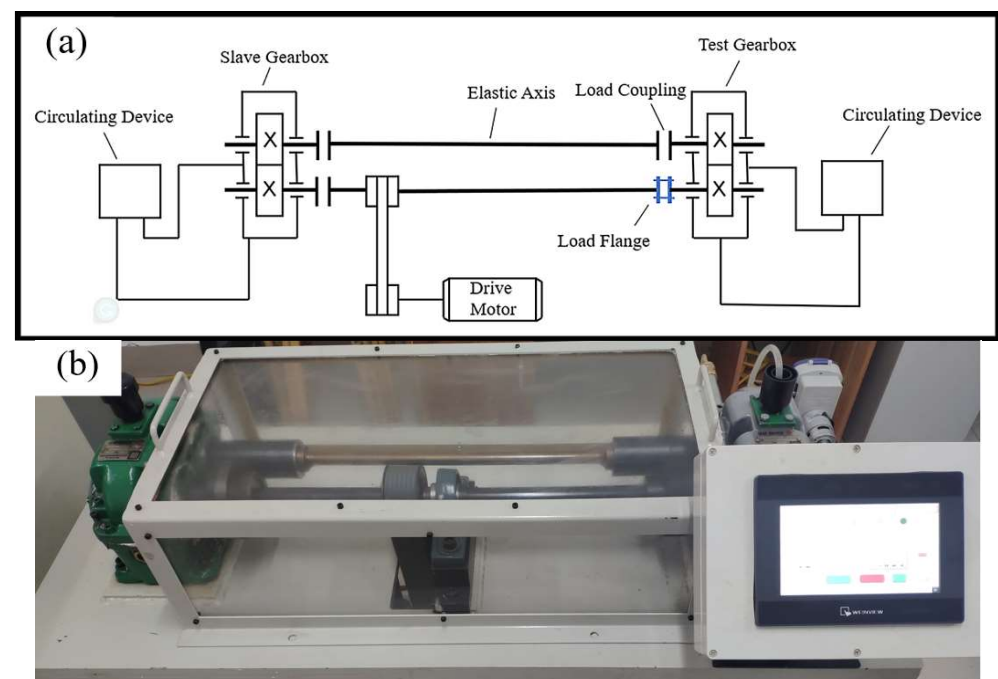 (a)
Slave Gearbox
Test Gearbox
Elastic Axis
Load Coupling
Circulating Device
Circulating Device
X
X
X
X
Load Flange
Drive
Motor
(b)
WEINVIEW